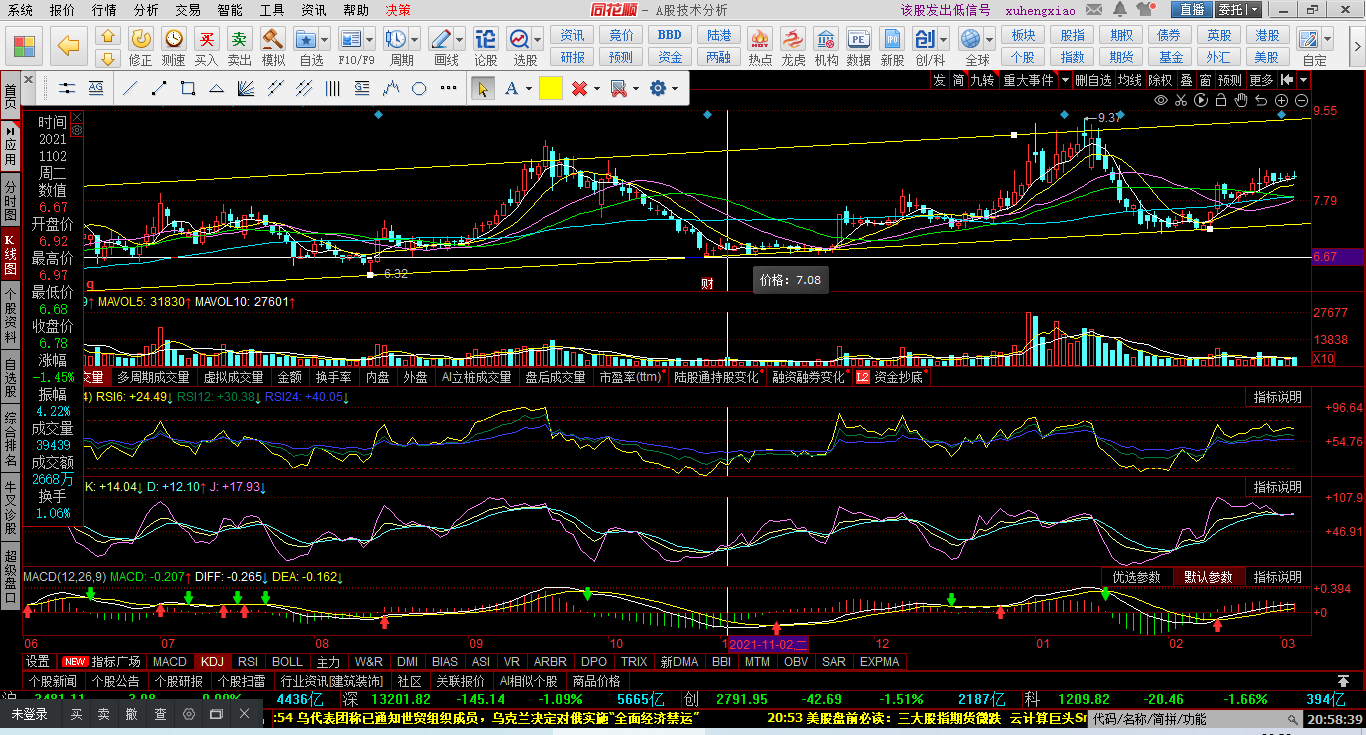 系统 报价 行情 分析 交易 智能 工具 资讯 帮助 决策 同花顺 - A股技术分析 该股发出低信号 xuhengxiao 直播 委托
资讯 竞价 BBD 陆港 板块 股指 期权 债券 英股 港股
修正 测速 买入 卖出 模拟 自选 F10/F9 周期 画线 论股 选股 研报 预测 资金 两融 热点 龙虎 机构 数据 新股 创/科 全球 个股 指数 期货 基金 外汇 美股 自定
发 简 九转 重大事件 删自选 均线 除权 叠 窗 预测 更多
首页
应用
分时图
K线图
个股资料
自选股
综合排名
牛叉诊股
超级盘口
时间
2021
1102
周二
数值
6.67
开盘价
6.92
最高价
6.97
最低价
6.68
收盘价
6.78
涨幅
-1.45%
振幅
4.22%
成交量
39439
成交额
2668万
换手
1.06%
9.55
9.37
7.79
6.67
6.32
财
价格: 7.08
9↑ MAVOL5: 31830↑ MAVOL10: 27601↑
27677
13838
X10
交量 多周期成交量 虚拟成交量 金额 换手率 内盘 外盘 AI立桩成交量 盘后成交量 市盈率(ttm) 陆股通持股变化 融资融券变化 L2 资金抄底
4) RSI6: +24.49↓ RSI12: +30.38↓ RSI24: +40.05↓ 指标说明
+96.64
+54.76
K: +14.04↓ D: +12.10↑ J: +17.93↓ 指标说明
+107.9
+46.91
MACD(12,26,9) MACD: -0.207↑ DIFF: -0.265↓ DEA: -0.162↓ 优选参数 默认参数 指标说明
+0.394
+0
06 07 08 09 10 1 2021-11-02,二 12 01 02 03
设置 NEW 指标广场 MACD KDJ RSI BOLL 主力 W&R DMI BIAS ASI VR ARBR DPO TRIX 新DMA BBI MTM OBV SAR EXPMA
个股新闻 个股公告 个股研报 个股扫雷 行业资讯[建筑装饰] 社区 关联报价 AI相似个股 商品价格
沪 3481.11 3.08 0.09% 4436亿 深 13201.82 -145.14 -1.09% 5665亿 创 2791.95 -42.69 -1.51% 2187亿 科 1209.82 -20.46 -1.66% 394亿
未登录 买 卖 撤 查 :54 乌代表团称已通知世贸组织成员，乌克兰决定对俄实施“全面经济禁运” 20:53 美股盘前必读：三大股指期货微跌 云计算巨头Sn 代码/名称/简拼/功能 20:58:39